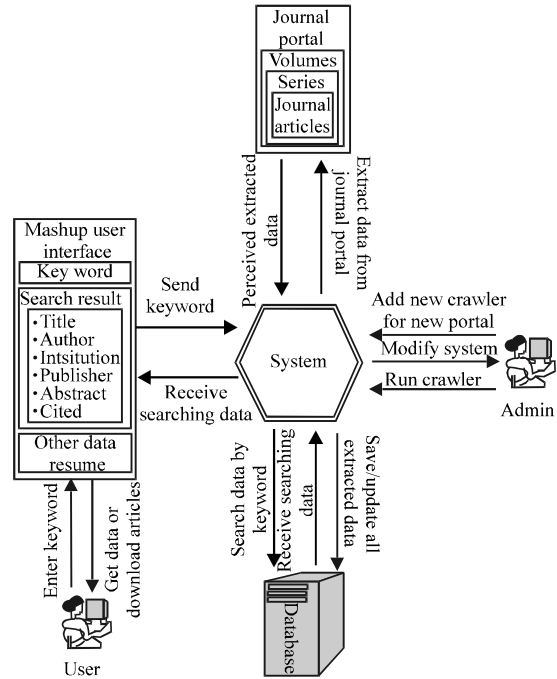 Journal
portal
Volumes
Series
Journal
articles
Perceived extracted
data
Extract data from
journal portal
Mashup user
interface
Key word
Search result
• Title
• Author
• Intsitution
• Publisher
• Abstract
• Cited
Other data
resume
Send
keyword
Receive
searching data
System
Add new crawler
for new portal
Modify system
Run crawler
Admin
Search data by
keyword
Receive searching
data
Save/update all
extracted data
Enter keyword
Get data or
download articles
User
Database